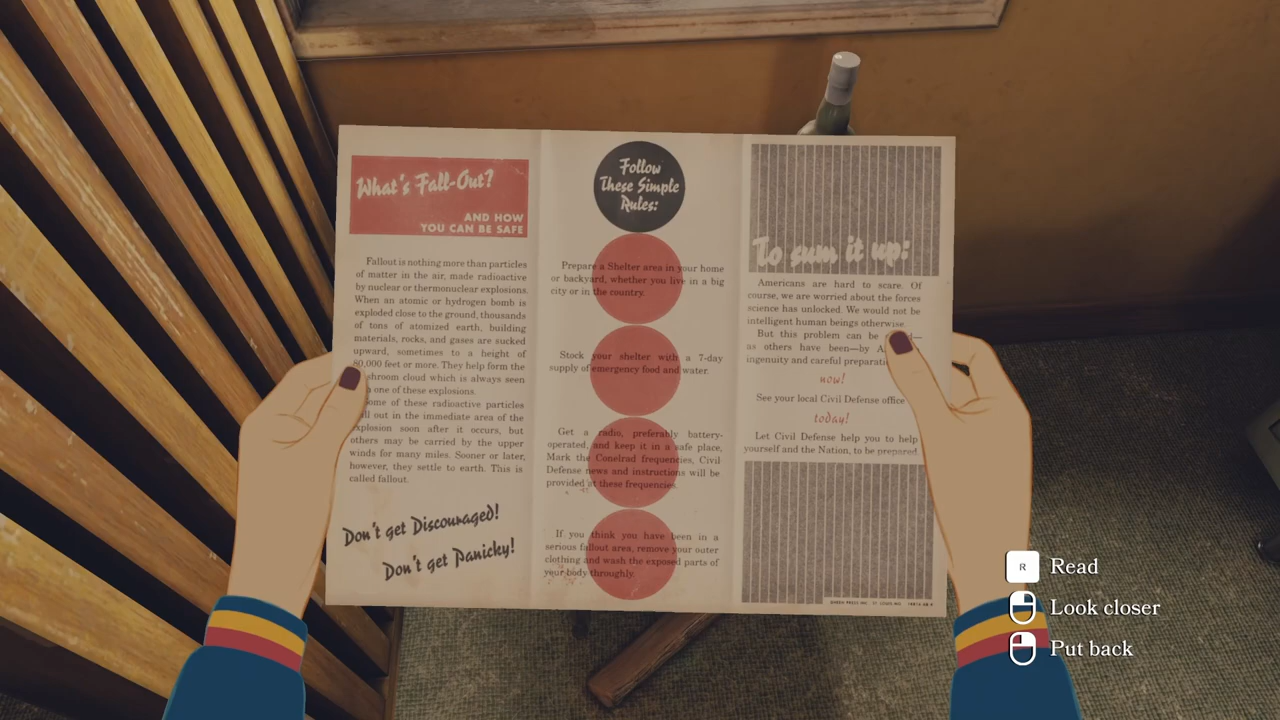 What's Fall-Out?
AND HOW
YOU CAN BE SAFE
Fallout is nothing more than particles
of matter in the air, made radioactive
by nuclear or thermonuclear explosions.
When an atomic or hydrogen bomb is
exploded close to the ground, thousands
of tons of atomized earth, building
materials, rocks, and gases are sucked
upward, sometimes to a height of
80,000 feet or more. They help form the
shroom cloud which is always seen
one of these explosions.
ome of these radioactive particles
ll out in the immediate area of the
explosion soon after it occurs, but
others may be carried by the upper
winds for many miles. Sooner or later,
however, they settle to earth. This is
called fallout.
Don't get Discouraged!
Don't get Panicky!
Follow
These Simple
Rules:
Prepare a Shelter area in your home
or backyard, whether you live in a big
city or in the country.
Stock your shelter with a 7-day
supply of emergency food and water.
Get a radio, preferably battery-
operated, and keep it in a safe place,
Mark the Conelrad frequencies, Civil
Defense news and instructions will be
provided at these frequencies.
If you think you have been in a
serious fallout area, remove your outer
clothing and wash the exposed parts of
your body throughly.
To sum it up:
Americans are hard to scare. Of
course, we are worried about the forces
science has unlocked. We would not be
intelligent human beings otherwise.
But this problem can be
as others have been—by A
ingenuity and careful preparati
now!
See your local Civil Defense office
today!
Let Civil Defense help you to help
yourself and the Nation, to be prepared.
R Read
Look closer
Put back